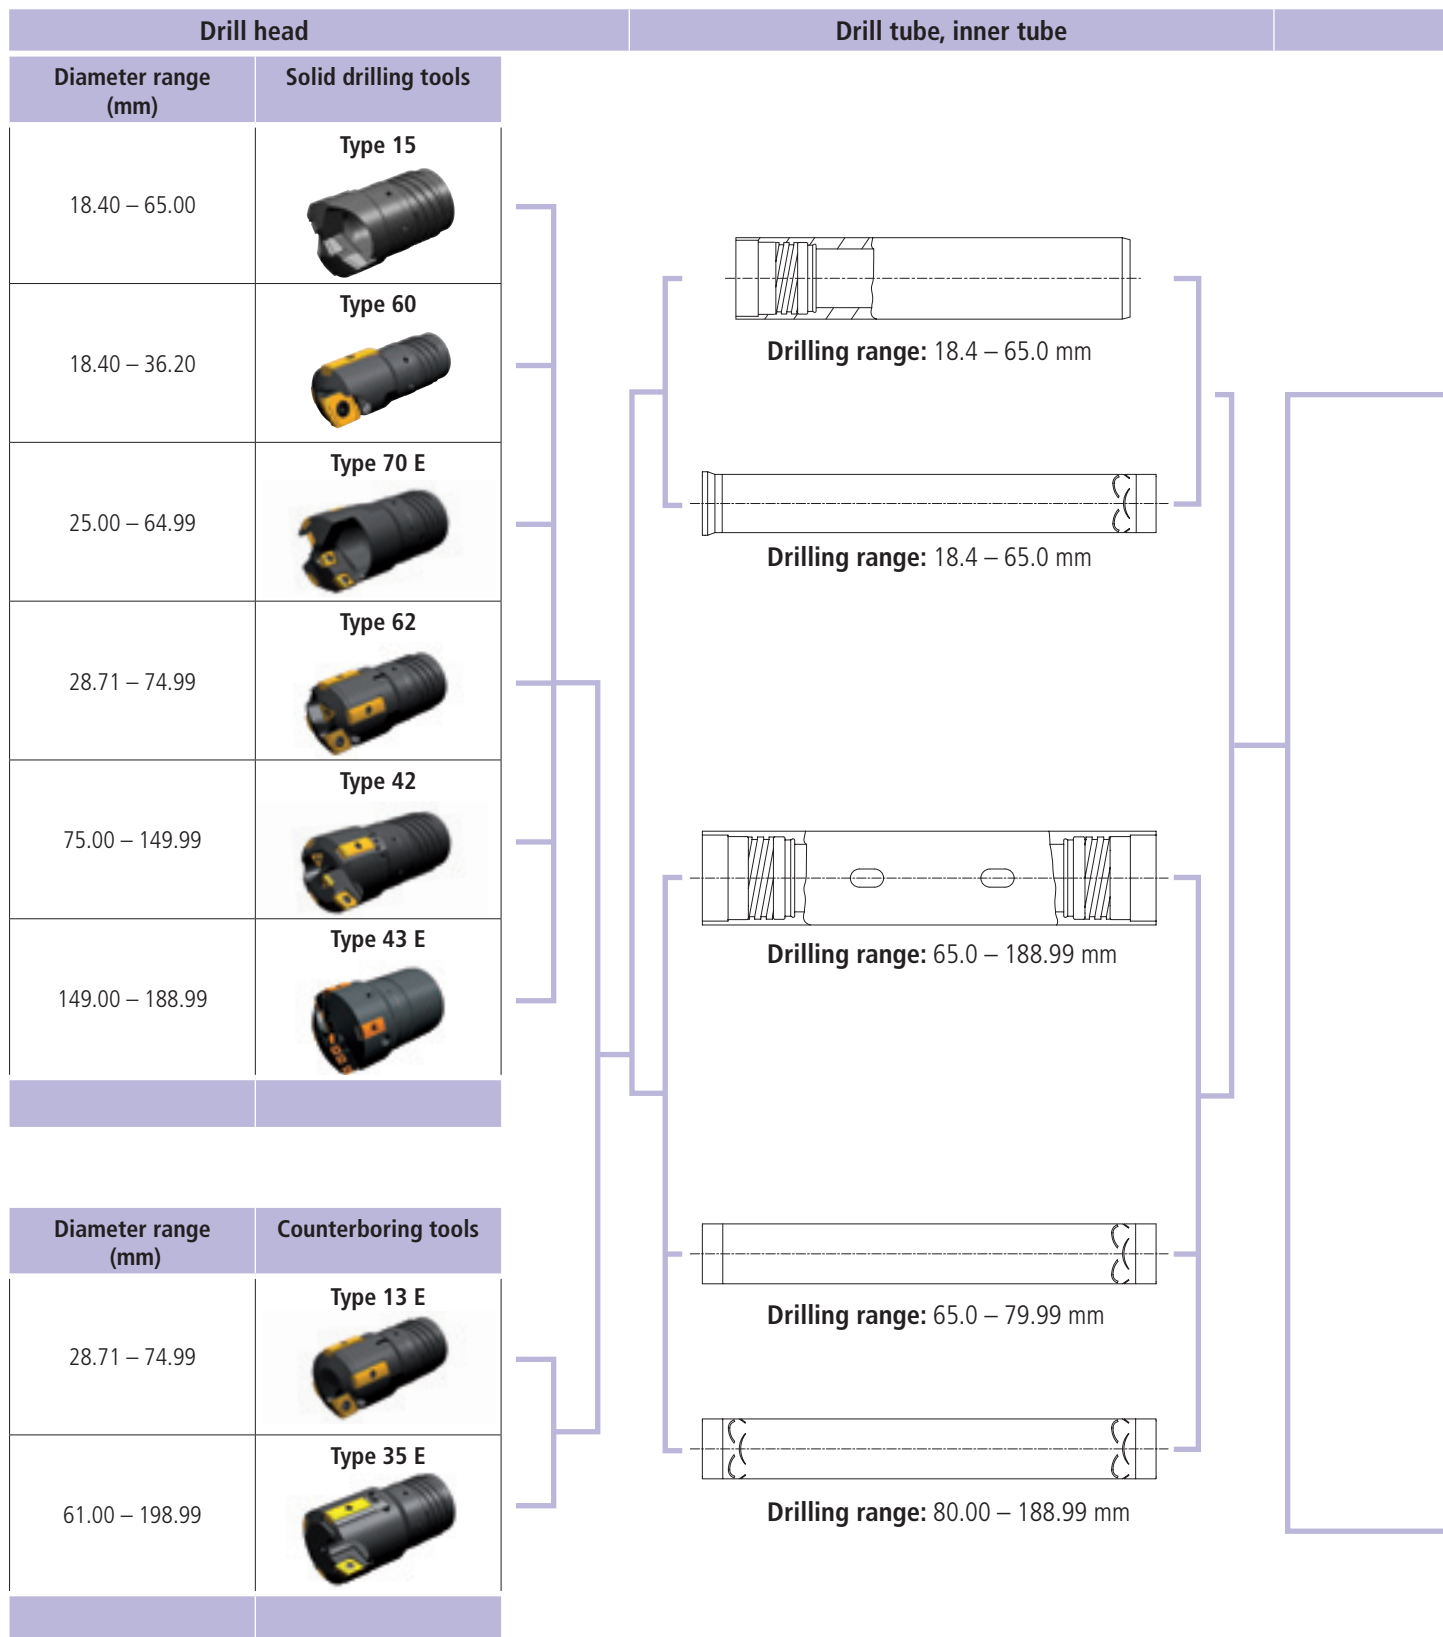 Drill head
Drill tube, inner tube
Diameter range
(mm)
Solid drilling tools
18.40 – 65.00
Type 15
18.40 – 36.20
Type 60
25.00 – 64.99
Type 70 E
28.71 – 74.99
Type 62
75.00 – 149.99
Type 42
149.00 – 188.99
Type 43 E
Diameter range
(mm)
Counterboring tools
28.71 – 74.99
Type 13 E
61.00 – 198.99
Type 35 E
Drilling range: 18.4 – 65.0 mm
Drilling range: 18.4 – 65.0 mm
Drilling range: 65.0 – 188.99 mm
Drilling range: 65.0 – 79.99 mm
Drilling range: 80.00 – 188.99 mm